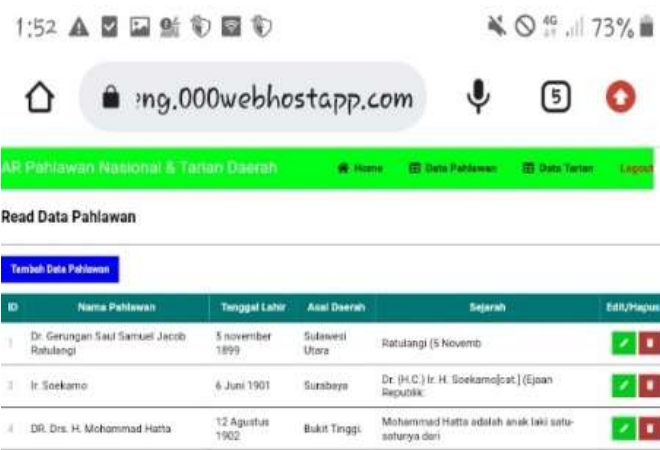 1:52 4G 73%
ng.000webhostapp.com 5
AR Pahlawan Nasional & Tarian Daerah Home Data Pahlawan Data Tarian Logout
Read Data Pahlawan
Tambah Data Pahlawan
ID Nama Pahlawan Tanggal Lahir Asal Daerah Sejarah Edit/Hapus
1 Dr. Gerungan Saul Samuel Jacob Ratulangi 5 november 1899 Sulawesi Utara Ratulangi (5 Novemb
Ir. Soekarno 6 Juni 1901 Surabaya Dr. (H.C.) Ir. H. Soekarno[cat.] (Ejaan Republik:
4 DR. Drs. H. Mohammad Hatta 12 Agustus 1902 Bukit Tinggi. Mohammad Hatta adalah anak laki satu-satunya dari